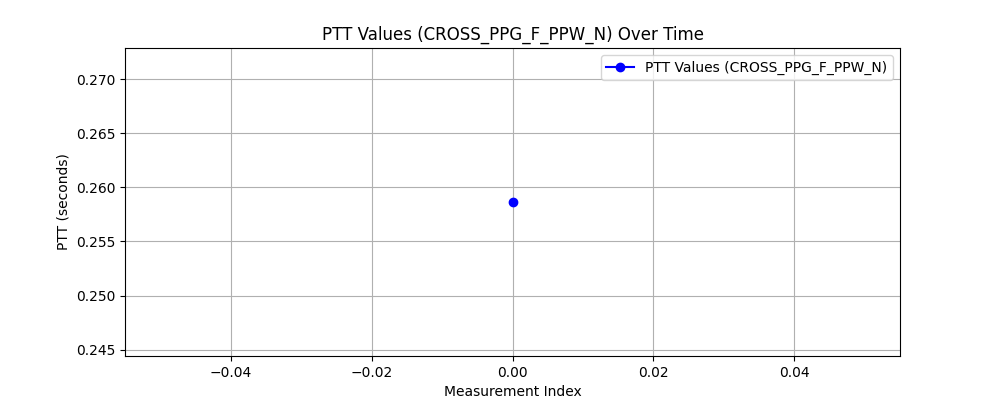 PTT Values (CROSS_PPG_F_PPW_N) Over Time
PTT Values (CROSS_PPG_F_PPW_N)
PTT (seconds)
0.270
0.265
0.260
0.255
0.250
0.245
−0.04 −0.02 0.00 0.02 0.04
Measurement Index